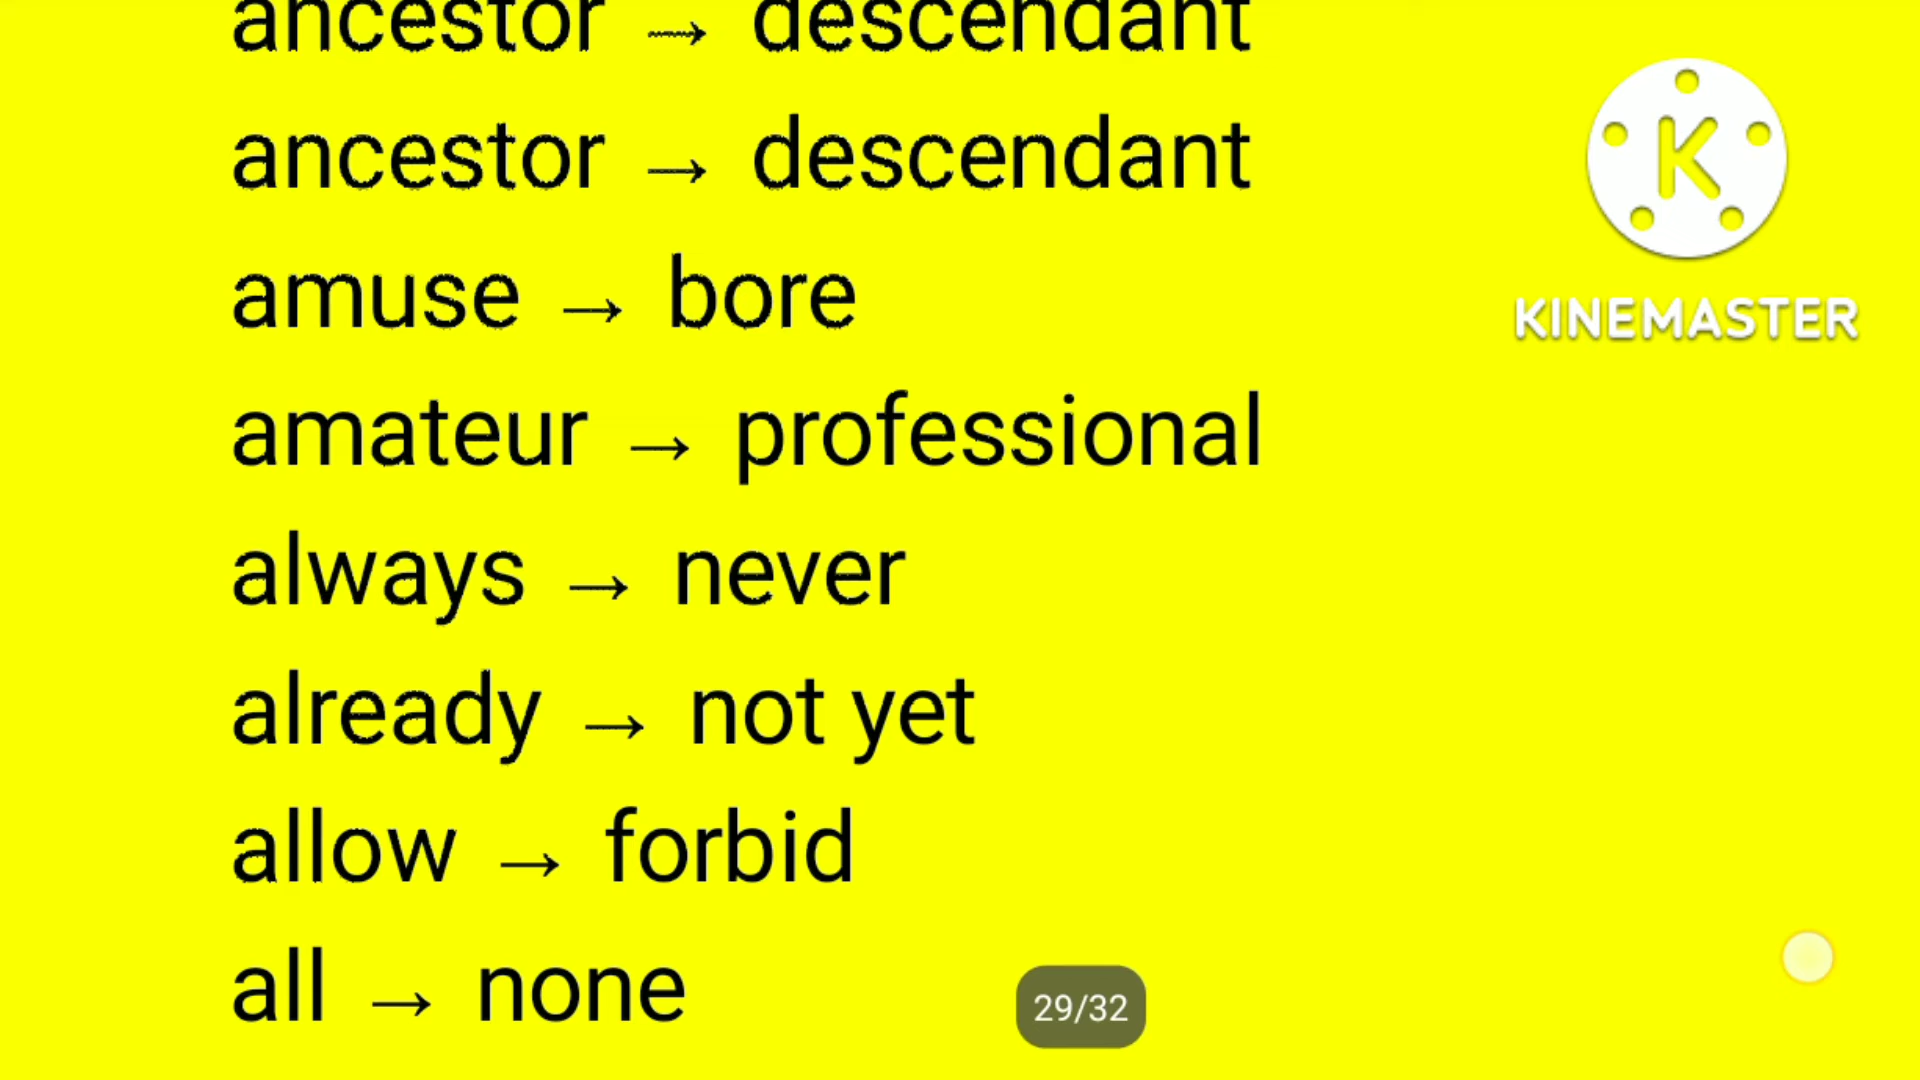 ancestor → descendant
ancestor → descendant
amuse → bore
amateur → professional
always → never
already → not yet
allow → forbid
all → none
K
KINEMASTER
29/32